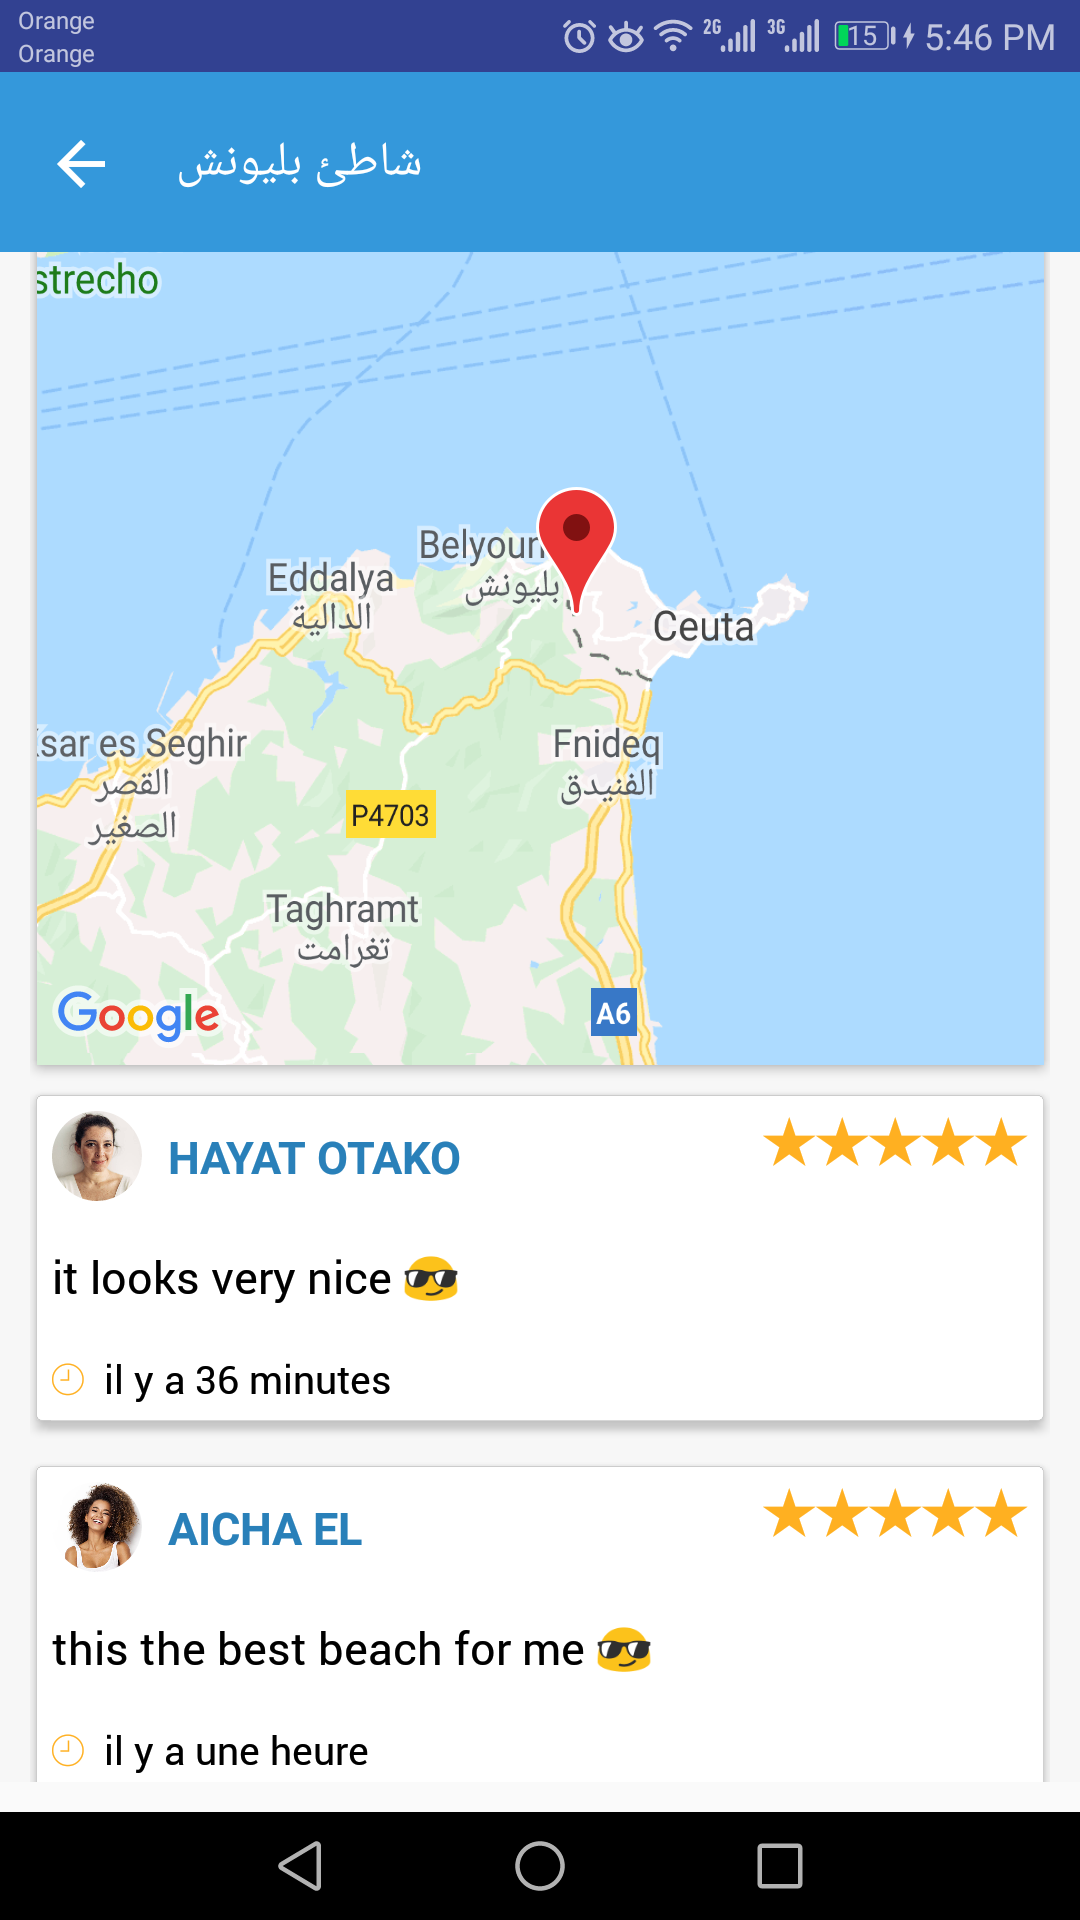 Orange
Orange
2G
3G
15
5:46 PM
شاطئ بليونش
strecho
Eddalya
الدالية
بليونش
Ceuta
es Seghir
القصر
الصغير
Fnideq
الفنيدق
P4703
Taghramt
تغرامت
A6
Google
HAYAT OTAKO
it looks very nice 😎
il y a 36 minutes
AICHA EL
this the best beach for me 😎
il y a une heure